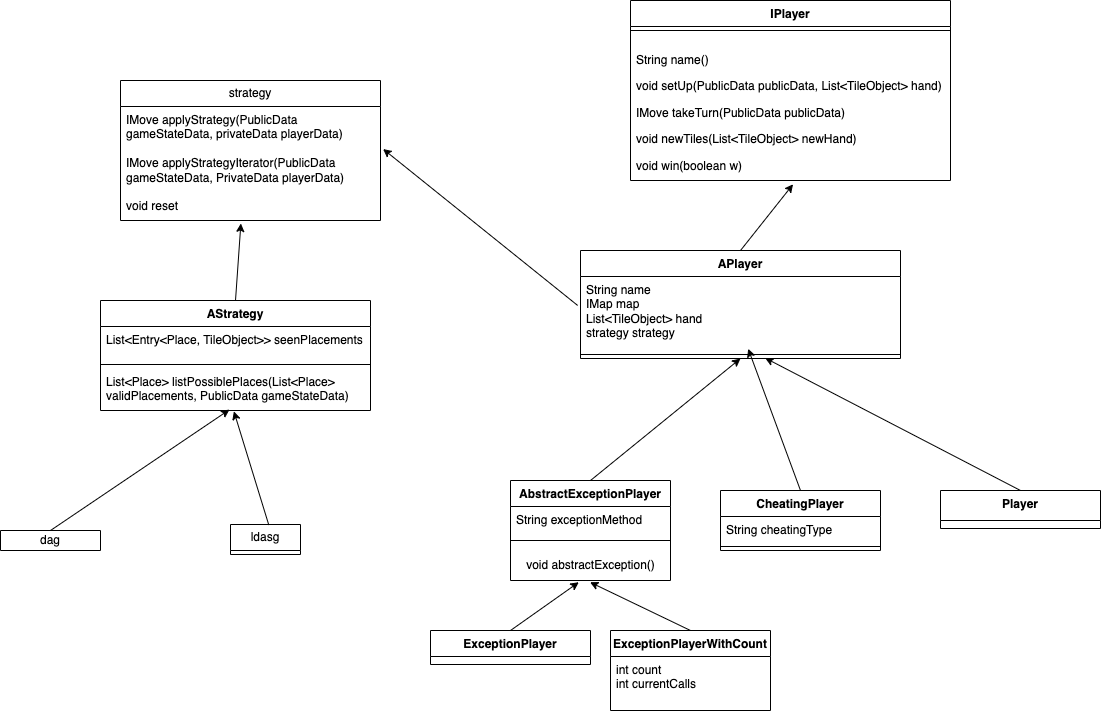 IPlayer
String name()
void setUp(PublicData publicData, List<TileObject> hand)
IMove takeTurn(PublicData publicData)
void newTiles(List<TileObject> newHand)
void win(boolean w)
strategy
IMove applyStrategy(PublicData
gameStateData, privateData playerData)
IMove applyStrategyIterator(PublicData
gameStateData, PrivateData playerData)
void reset
APlayer
String name
IMap map
List<TileObject> hand
strategy strategy
AStrategy
List<Entry<Place, TileObject>> seenPlacements
List<Place> listPossiblePlaces(List<Place>
validPlacements, PublicData gameStateData)
dag
ldasg
AbstractExceptionPlayer
String exceptionMethod
void abstractException()
CheatingPlayer
String cheatingType
Player
ExceptionPlayer
ExceptionPlayerWithCount
int count
int currentCalls